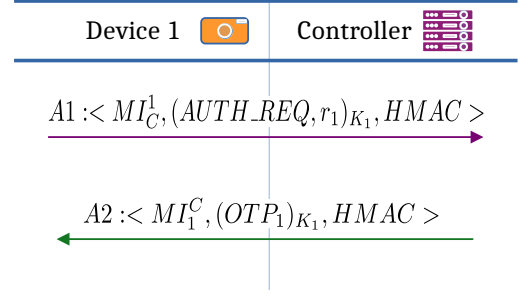 Device 1 Controller
A1 :< MI_C^1, (AUTH_REQ, r_1)_{K_1}, HMAC >
A2 :< MI_1^C, (OTP_1)_{K_1}, HMAC >